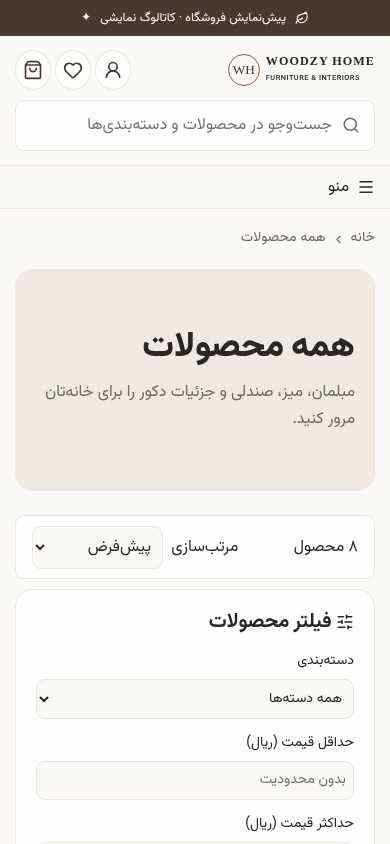 پیش‌نمایش فروشگاه · کاتالوگ نمایشی ✦
WOODZY HOME
FURNITURE & INTERIORS
WH
جست‌وجو در محصولات و دسته‌بندی‌ها
منو
خانه › همه محصولات
همه محصولات
مبلمان، میز، صندلی و جزئیات دکور را برای خانه‌تان
مرور کنید.
۸ محصول مرتب‌سازی پیش‌فرض
فیلتر محصولات
دسته‌بندی
همه دسته‌ها
حداقل قیمت (ریال)
بدون محدودیت
حداکثر قیمت (ریال)